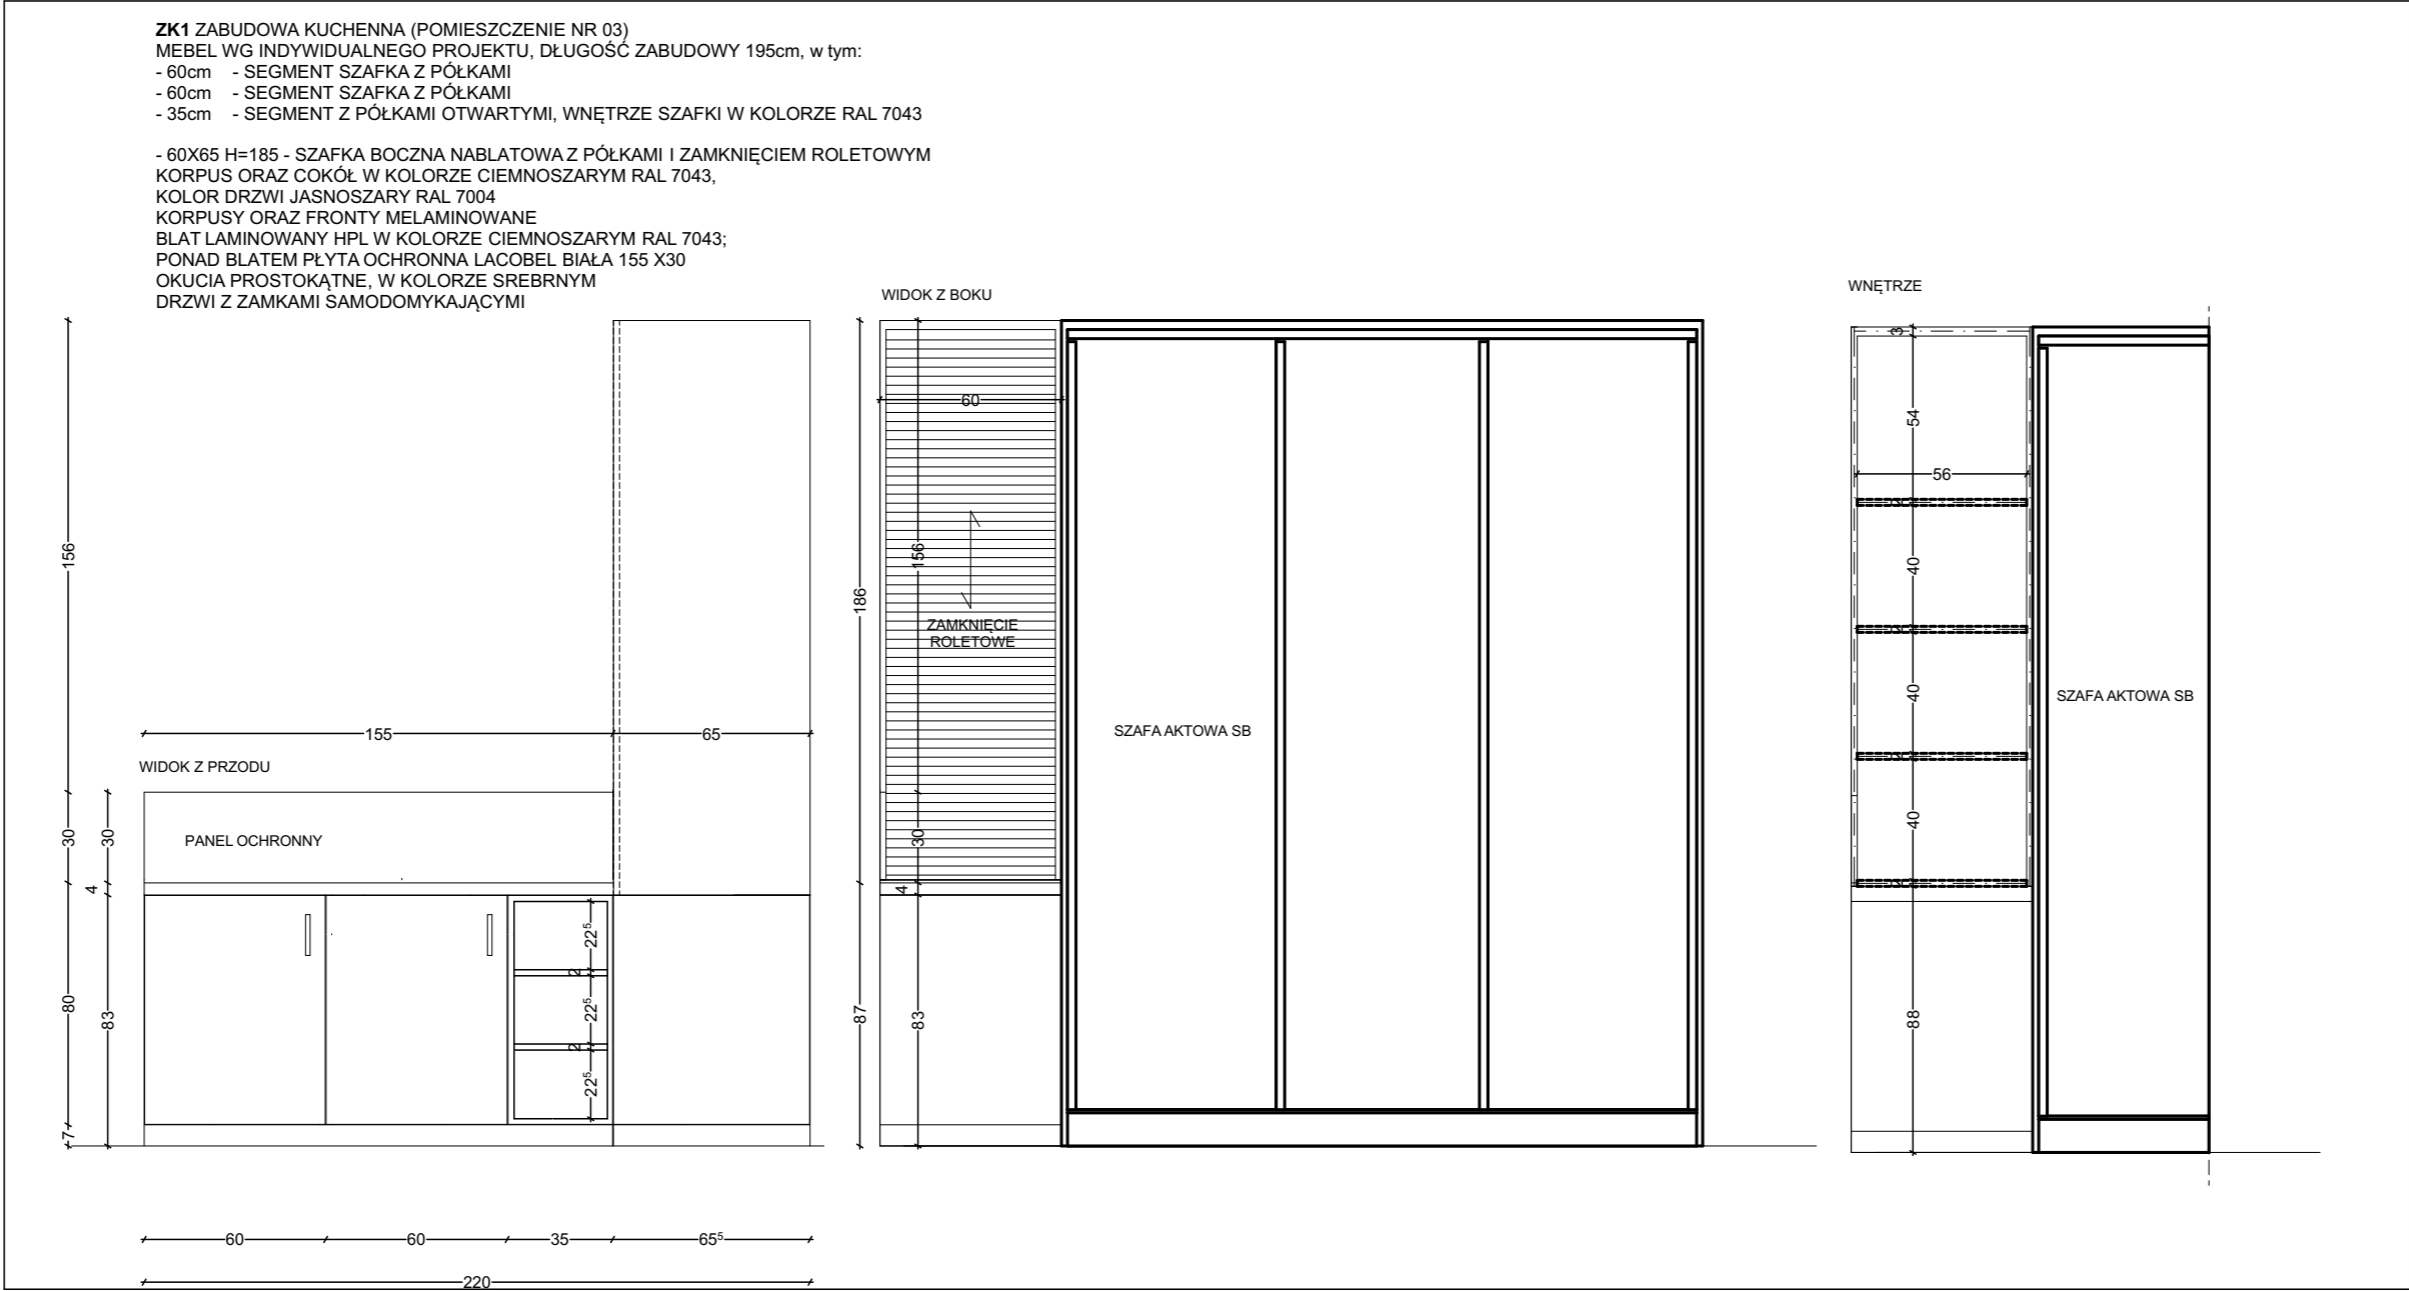 ZK1 ZABUDOWA KUCHENNA (POMIESZCZENIE NR 03)
MEBEL WG INDYWIDUALNEGO PROJEKTU, DŁUGOŚĆ ZABUDOWY 195cm, w tym:
- 60cm - SEGMENT SZAFKA Z PÓŁKAMI
- 60cm - SEGMENT SZAFKA Z PÓŁKAMI
- 35cm - SEGMENT Z PÓŁKAMI OTWARTYMI, WNĘTRZE SZAFKI W KOLORZE RAL 7043
- 60X65 H=185 - SZAFKA BOCZNA NABLATOWA Z PÓŁKAMI I ZAMKNIĘCIEM ROLETOWYM
KORPUS ORAZ COKÓŁ W KOLORZE CIEMNOSZARYM RAL 7043,
KOLOR DRZWI JASNOSZARY RAL 7004
KORPUSY ORAZ FRONTY MELAMINOWANE
BLAT LAMINOWANY HPL W KOLORZE CIEMNOSZARYM RAL 7043;
PONAD BLATEM PŁYTA OCHRONNA LACOBEL BIAŁA 155 X30
OKUCIA PROSTOKĄTNE, W KOLORZE SREBRNYM
DRZWI Z ZAMKAMI SAMODOMYKAJĄCYMI
156
155
65
WIDOK Z PRZODU
30
30
PANEL OCHRONNY
4
22⁵
2
22⁵
2
22⁵
80
83
7
60
60
35
65⁵
220
WIDOK Z BOKU
60
156
186
ZAMKNIĘCIE
ROLETOWE
SZAFA AKTOWA SB
30
4
87
83
WNĘTRZE
3
54
56
40
40
SZAFA AKTOWA SB
40
88